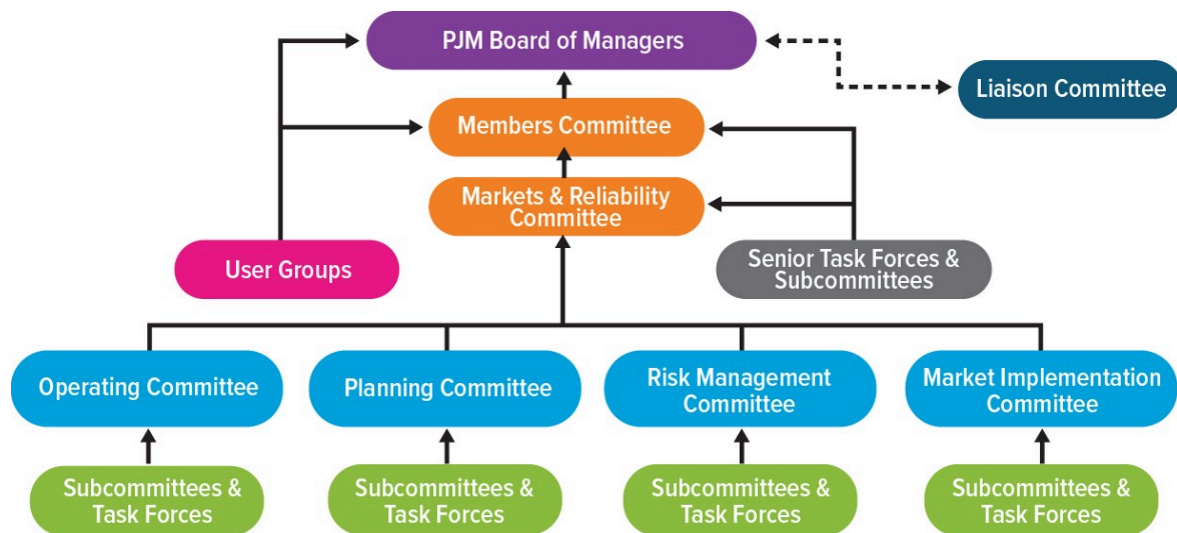 PJM Board of Managers
Liaison Committee
Members Committee
Markets & Reliability
Committee
User Groups
Senior Task Forces &
Subcommittees
Operating Committee
Planning Committee
Risk Management
Committee
Market Implementation
Committee
Subcommittees &
Task Forces
Subcommittees &
Task Forces
Subcommittees &
Task Forces
Subcommittees &
Task Forces